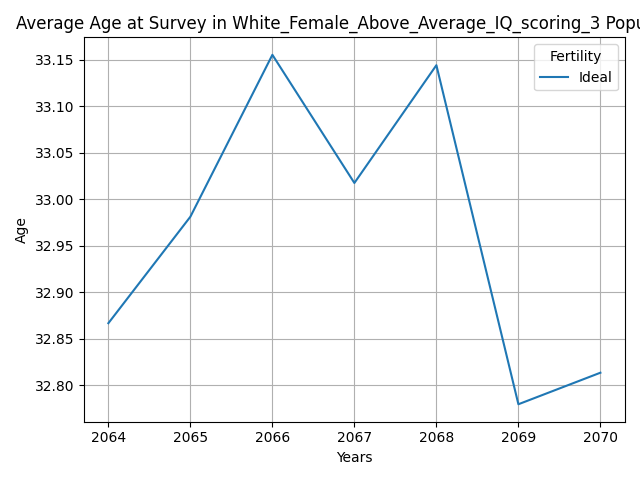 Average Age at Survey in White_Female_Above_Average_IQ_scoring_3 Popu
Fertility
Ideal
33.15
33.10
33.05
33.00
32.95
32.90
32.85
32.80
Age
2064 2065 2066 2067 2068 2069 2070
Years